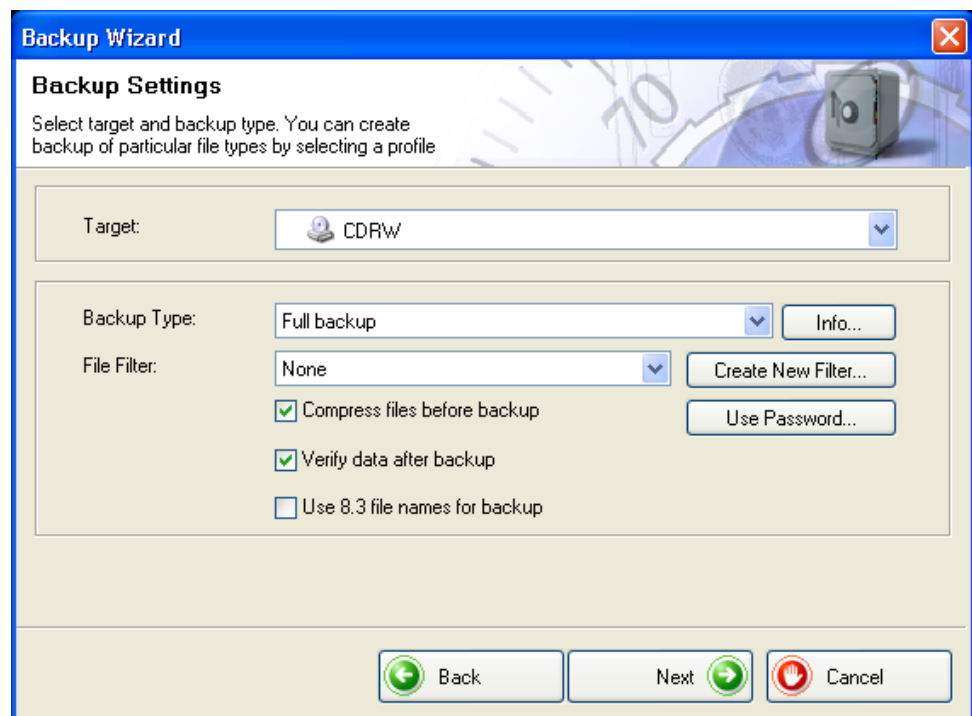 Backup Wizard
Backup Settings
Select target and backup type. You can create
backup of particular file types by selecting a profile
70
10
Target:
CDRW
Backup Type:
Full backup
Info...
File Filter:
None
Create New Filter...
Compress files before backup
Use Password...
Verify data after backup
Use 8.3 file names for backup
Back
Next
Cancel